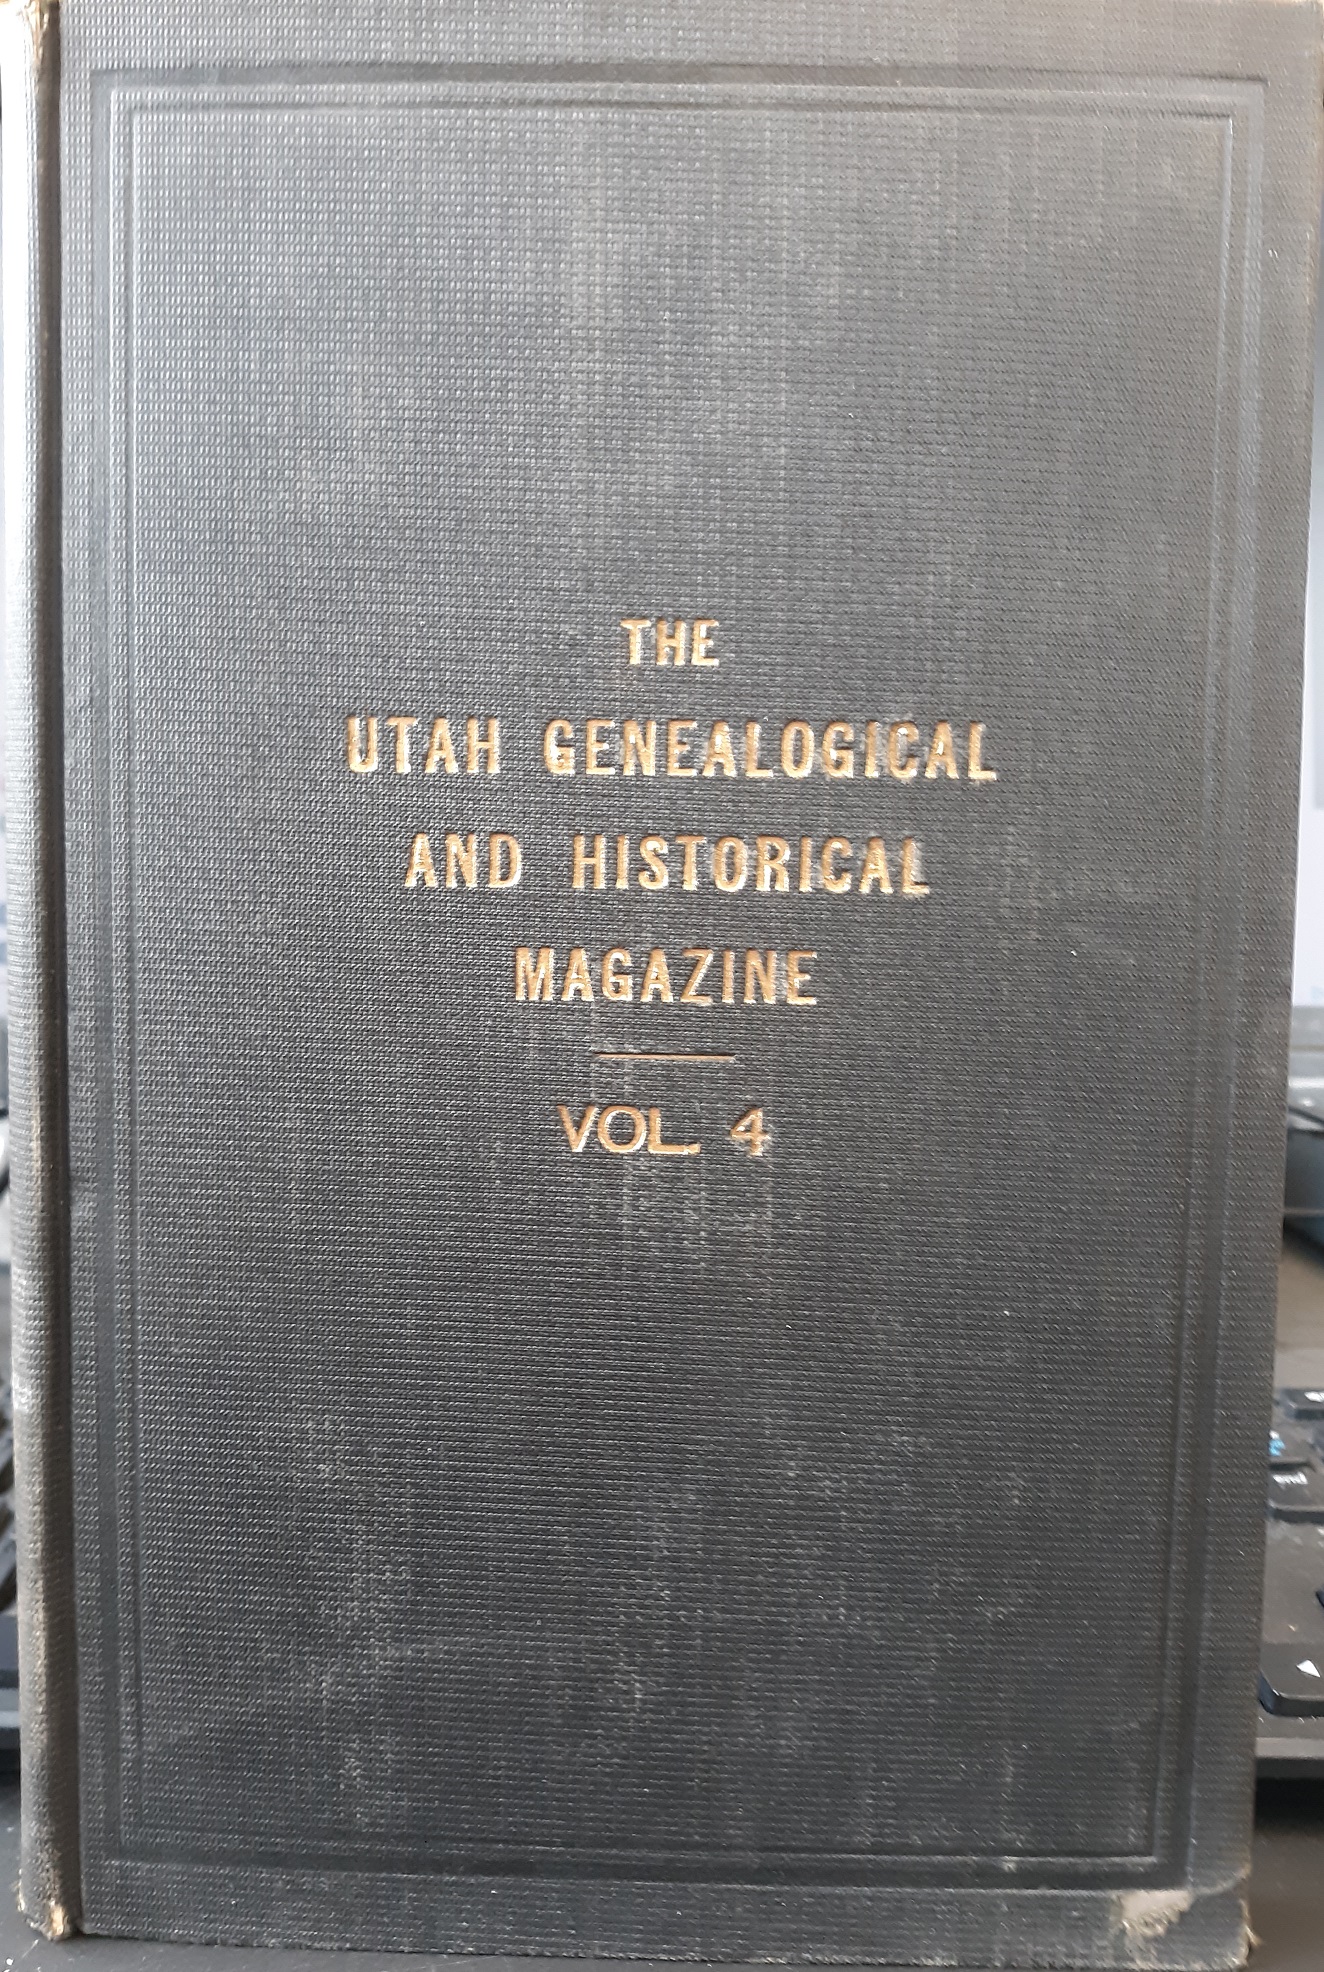 THE
UTAH GENEALOGICAL
AND HISTORICAL
MAGAZINE
VOL. 4